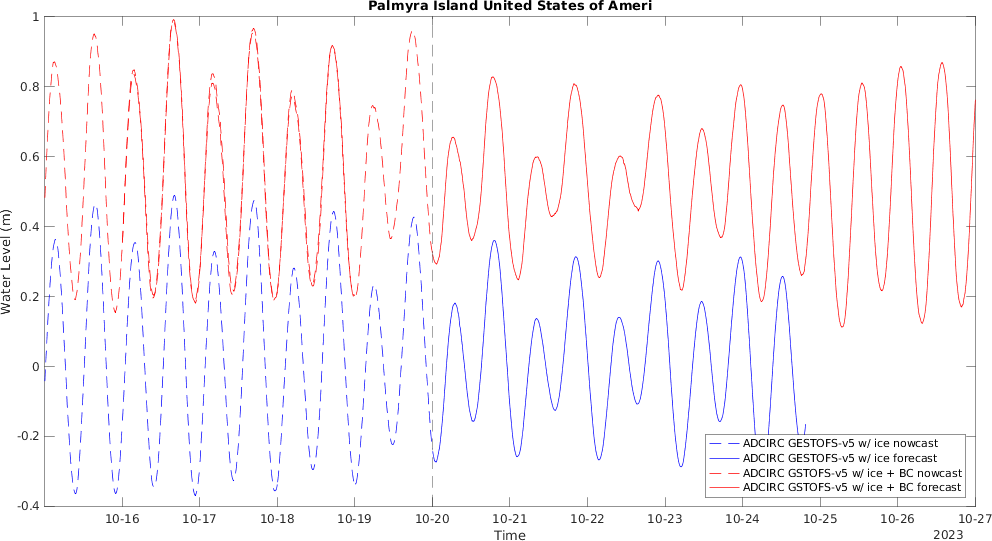 Palmyra Island United States of Ameri
Water Level (m)
1
0.8
0.6
0.4
0.2
0
-0.2
-0.4
ADCIRC GESTOFS-v5 w/ ice nowcast
ADCIRC GESTOFS-v5 w/ ice forecast
ADCIRC GSTOFS-v5 w/ ice + BC nowcast
ADCIRC GSTOFS-v5 w/ ice + BC forecast
10-16 10-17 10-18 10-19 10-20 10-21 10-22 10-23 10-24 10-25 10-26 10-27
Time
2023